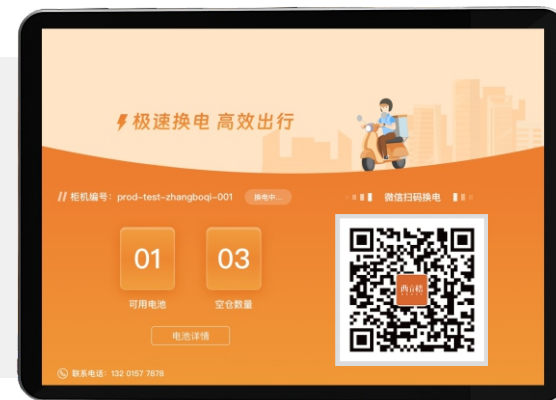 极速换电 高效出行
柜机编号：prod-test-zhangboqi-001
换电中...
微信扫码换电
01
03
可用电池
空仓数量
电池详情
联系电话：132 0157 7878